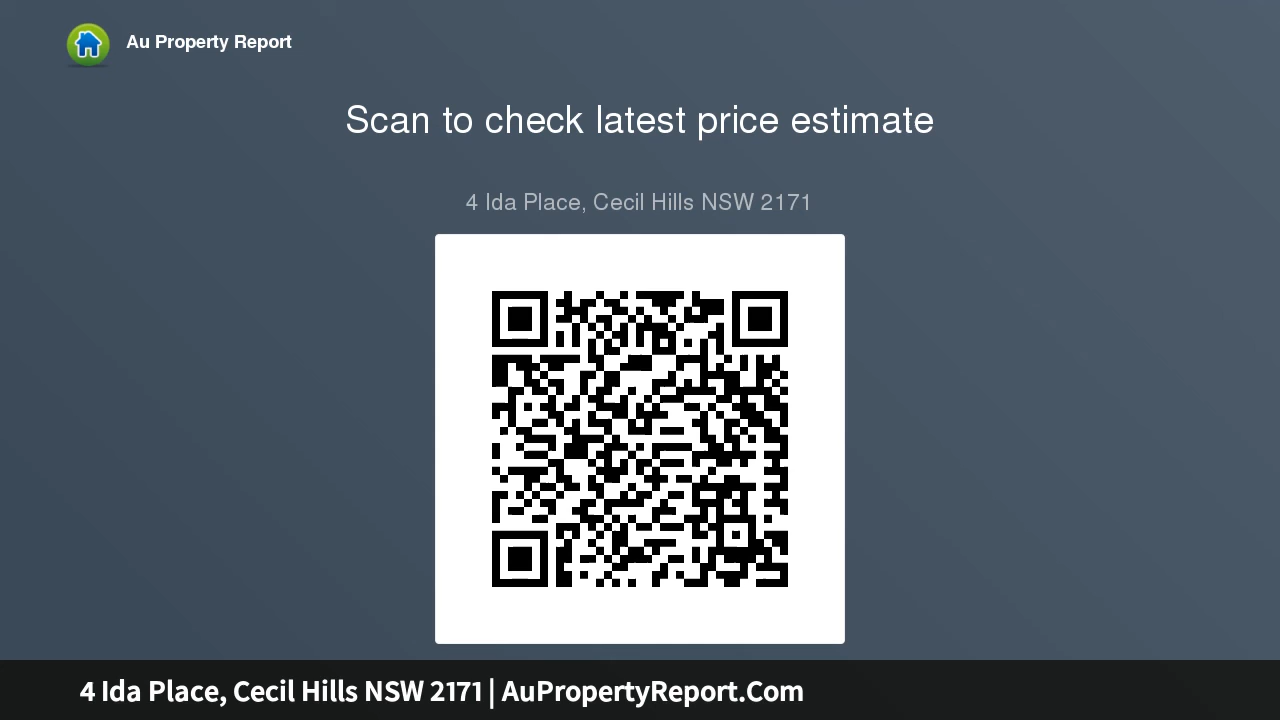 Au Property Report
Scan to check latest price estimate
4 Ida Place, Cecil Hills NSW 2171
4 Ida Place, Cecil Hills NSW 2171 | AuPropertyReport.Com